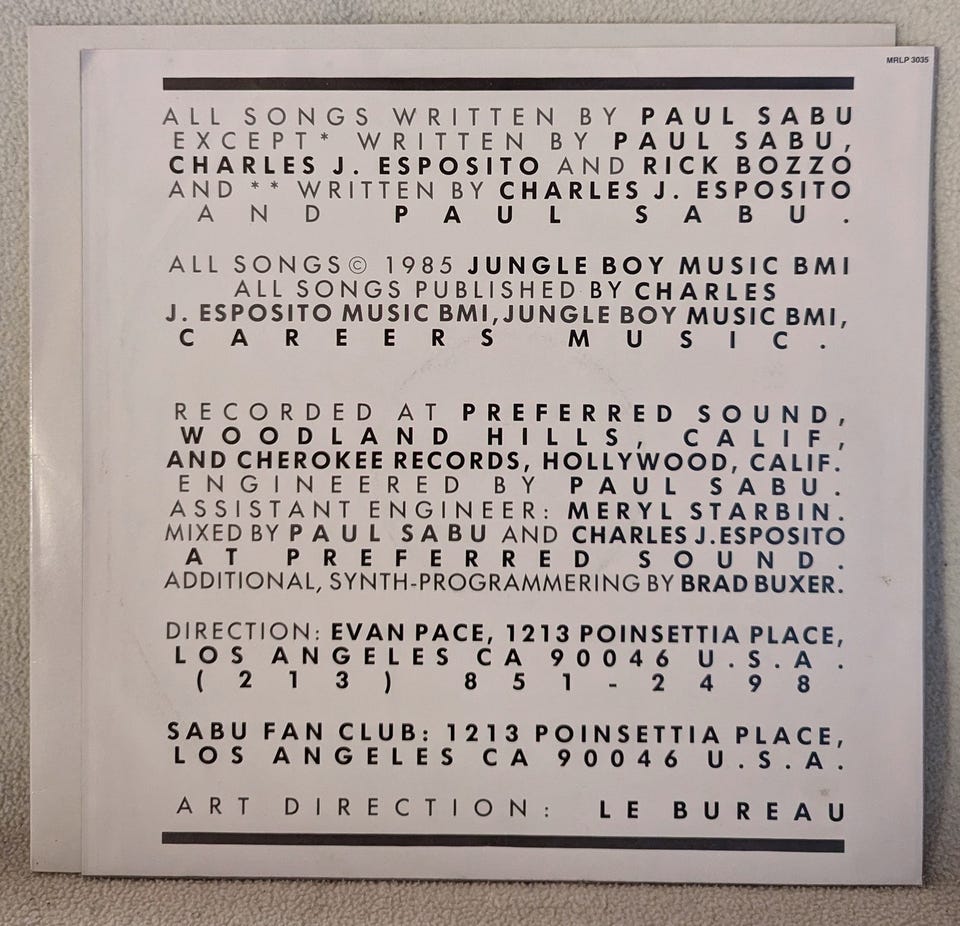 MRLP 3035
ALL SONGS WRITTEN BY PAUL SABU
EXCEPT* WRITTEN BY PAUL SABU,
CHARLES J. ESPOSITO AND RICK BOZZO
AND ** WRITTEN BY CHARLES J. ESPOSITO
AND PAUL SABU.
ALL SONGS© 1985 JUNGLE BOY MUSIC BMI
ALL SONGS PUBLISHED BY CHARLES
J. ESPOSITO MUSIC BMI, JUNGLE BOY MUSIC BMI,
CAREERS MUSIC.
RECORDED AT PREFERRED SOUND,
WOODLAND HILLS, CALIF,
AND CHEROKEE RECORDS, HOLLYWOOD, CALIF.
ENGINEERED BY PAUL SABU.
ASSISTANT ENGINEER: MERYL STARBIN.
MIXED BY PAUL SABU AND CHARLES J.ESPOSITO
AT PREFERRED SOUND.
ADDITIONAL, SYNTH-PROGRAMMERING BY BRAD BUXER.
DIRECTION: EVAN PACE, 1213 POINSETTIA PLACE,
LOS ANGELES CA 90046 U.S.A.
(213) 851-2498
SABU FAN CLUB: 1213 POINSETTIA PLACE,
LOS ANGELES CA 90046 U.S.A.
ART DIRECTION: LE BUREAU